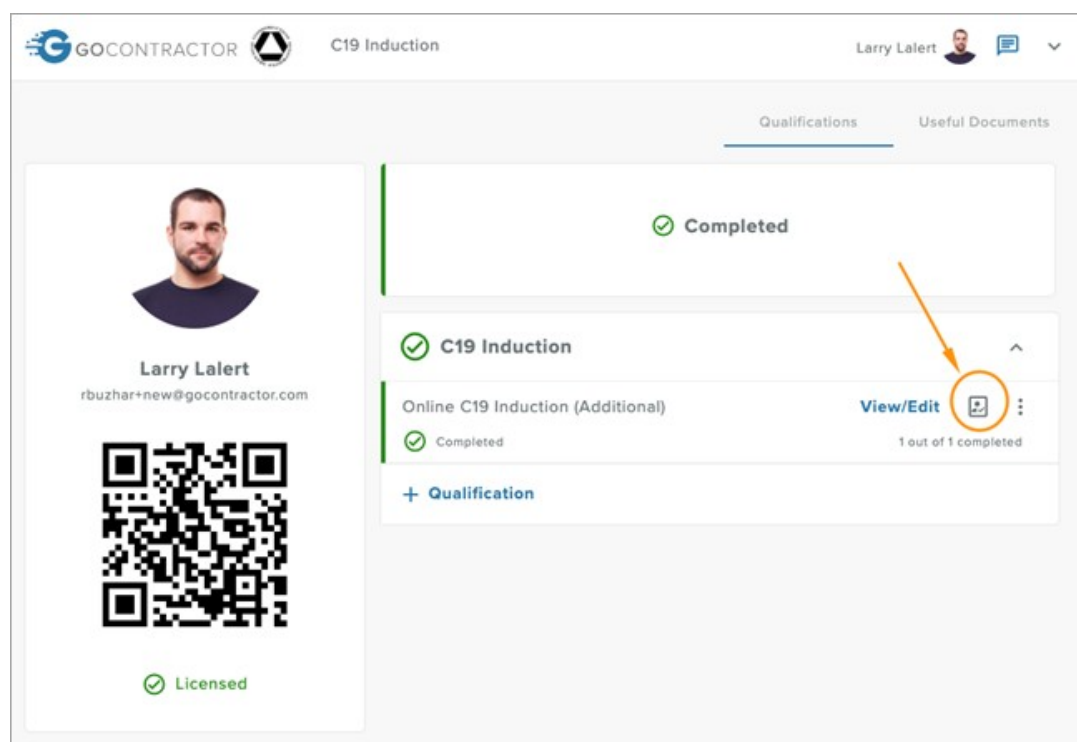 GOCONTRACTOR C19 Induction Larry Lalert
Qualifications Useful Documents
Completed
Larry Lalert
rbuzhar+new@gocontractor.com
Licensed
C19 Induction
Online C19 Induction (Additional) View/Edit
Completed 1 out of 1 completed
+ Qualification